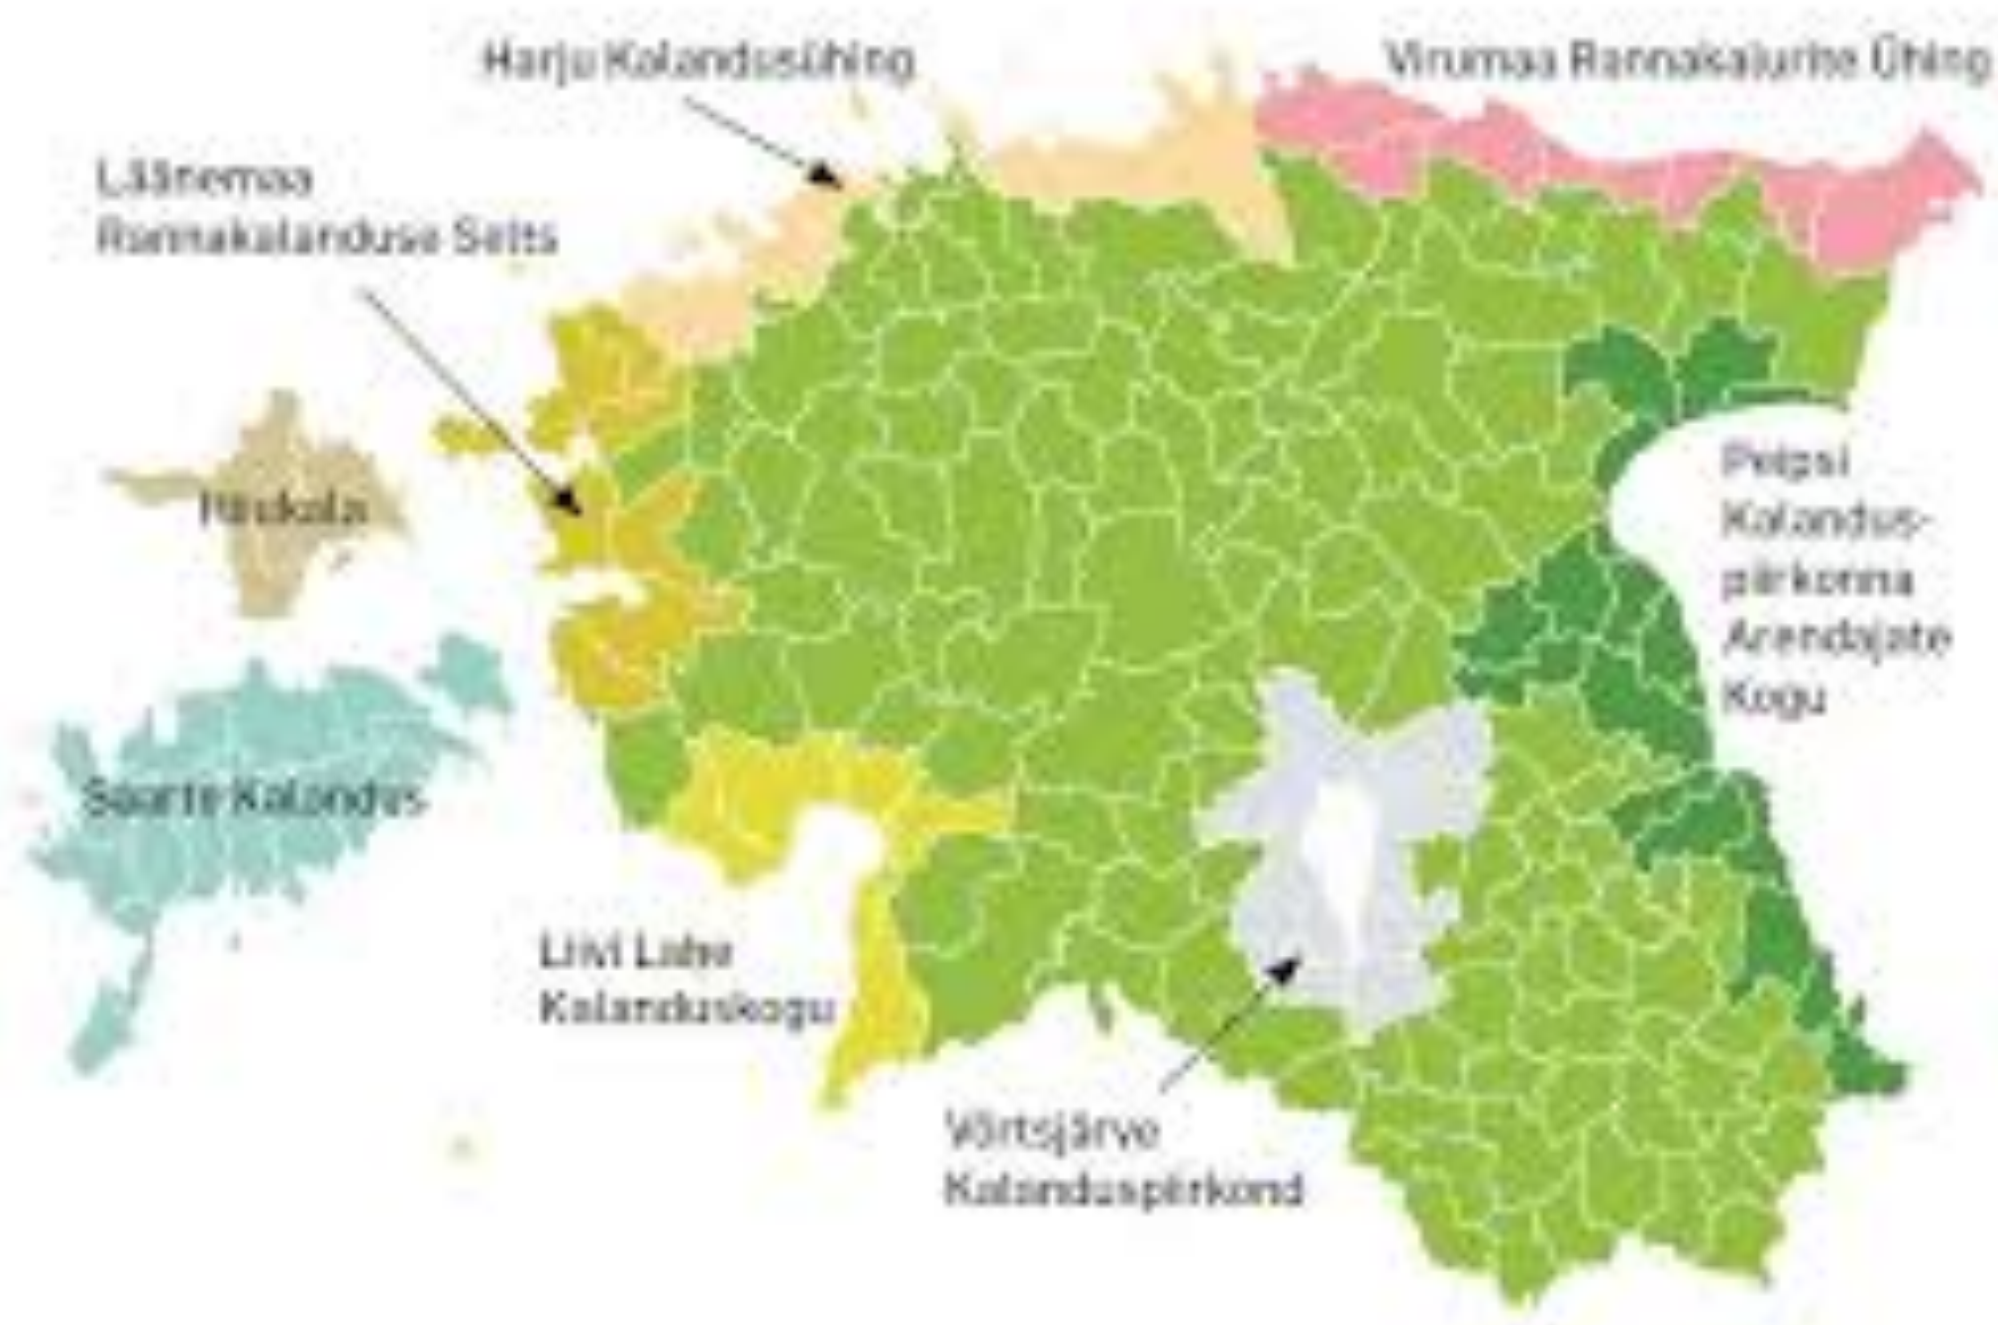 Harju Kalandusühing
Virumaa Rannakalurite Ühing
Läänemaa
Rannakalanduse Selts
Hiiukala
Peipsi
Kalandus-
piirkonna
Arendajate
Kogu
Saarte Kalandus
Liivi Lahe
Kalanduskogu
Võrtsjärve
Kalanduspiirkond